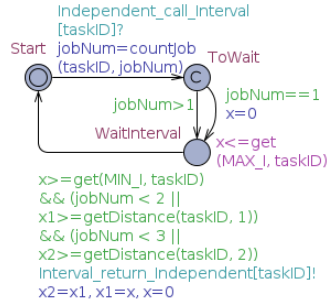 Independent_call_Interval
[taskID]?
Start
jobNum=countJob
(taskID, jobNum)
ToWait
C
jobNum>1
jobNum==1
x=0
WaitInterval
x<=get
(MAX_I, taskID)
x>=get(MIN_I, taskID)
&& (jobNum < 2 ||
x1>=getDistance(taskID, 1))
&& (jobNum < 3 ||
x2>=getDistance(taskID, 2))
Interval_return_Independent[taskID]!
x2=x1, x1=x, x=0